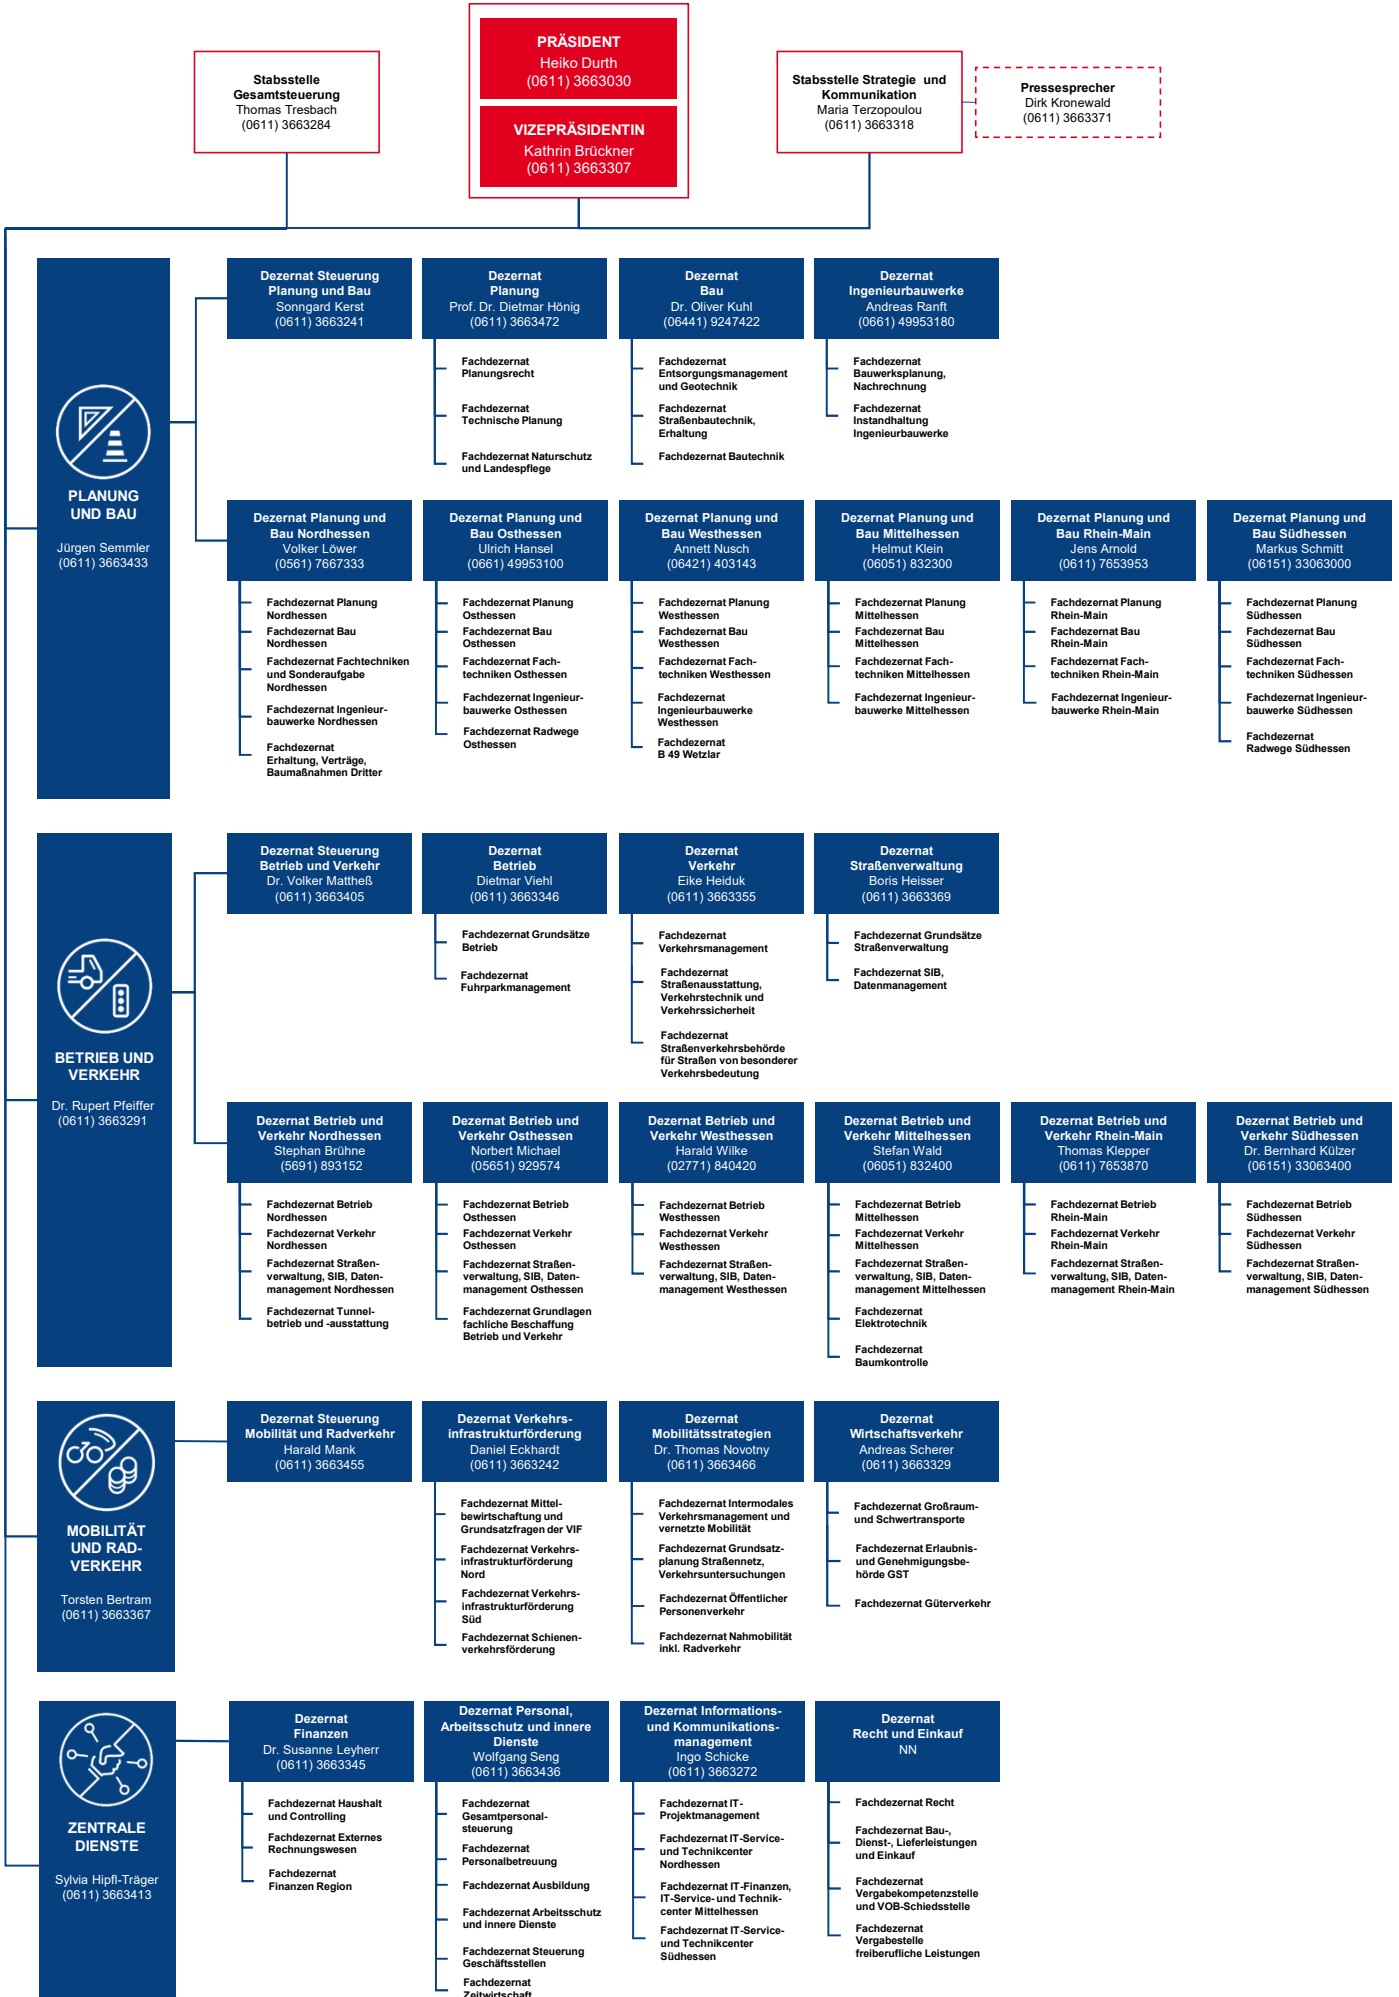 PRÄSIDENT
Heiko Durth
(0611) 3663030
VIZEPRÄSIDENTIN
Kathrin Brückner
(0611) 3663307
Stabsstelle
Gesamtsteuerung
Thomas Tresbach
(0611) 3663284
Stabsstelle Strategie und
Kommunikation
Maria Terzopoulou
(0611) 3663318
Pressesprecher
Dirk Kronewald
(0611) 3663371
PLANUNG
UND BAU
Jürgen Semmler
(0611) 3663433
Dezernat Steuerung
Planung und Bau
Sonngard Kerst
(0611) 3663241
Dezernat
Planung
Prof. Dr. Dietmar Hönig
(0611) 3663472
Fachdezernat
Planungsrecht
Fachdezernat
Technische Planung
Fachdezernat Naturschutz
und Landespflege
Dezernat
Bau
Dr. Oliver Kuhl
(06441) 9247422
Fachdezernat
Entsorgungsmanagement
und Geotechnik
Fachdezernat
Straßenbautechnik,
Erhaltung
Fachdezernat Bautechnik
Dezernat
Ingenieurbauwerke
Andreas Ranft
(0661) 49953180
Fachdezernat
Bauwerksplanung,
Nachrechnung
Fachdezernat
Instandhaltung
Ingenieurbauwerke
Dezernat Planung und
Bau Nordhessen
Volker Löwer
(0561) 7667333
Fachdezernat Planung
Nordhessen
Fachdezernat Bau
Nordhessen
Fachdezernat Fachtechniken
und Sonderaufgabe
Nordhessen
Fachdezernat Ingenieur-
bauwerke Nordhessen
Fachdezernat
Erhaltung, Verträge,
Baumaßnahmen Dritter
Dezernat Planung und
Bau Osthessen
Ulrich Hansel
(0661) 49953100
Fachdezernat Planung
Osthessen
Fachdezernat Bau
Osthessen
Fachdezernat Fach-
techniken Osthessen
Fachdezernat Ingenieur-
bauwerke Osthessen
Fachdezernat Radwege
Osthessen
Dezernat Planung und
Bau Westhessen
Annett Nusch
(06421) 403143
Fachdezernat Planung
Westhessen
Fachdezernat Bau
Westhessen
Fachdezernat Fach-
techniken Westhessen
Fachdezernat
Ingenieurbauwerke
Westhessen
Fachdezernat
B 49 Wetzlar
Dezernat Planung und
Bau Mittelhessen
Helmut Klein
(06051) 832300
Fachdezernat Planung
Mittelhessen
Fachdezernat Bau
Mittelhessen
Fachdezernat Fach-
techniken Mittelhessen
Fachdezernat Ingenieur-
bauwerke Mittelhessen
Dezernat Planung und
Bau Rhein-Main
Jens Arnold
(0611) 7653953
Fachdezernat Planung
Rhein-Main
Fachdezernat Bau
Rhein-Main
Fachdezernat Fach-
techniken Rhein-Main
Fachdezernat Ingenieur-
bauwerke Rhein-Main
Dezernat Planung und
Bau Südhessen
Markus Schmitt
(06151) 33063000
Fachdezernat Planung
Südhessen
Fachdezernat Bau
Südhessen
Fachdezernat Fach-
techniken Südhessen
Fachdezernat Ingenieur-
bauwerke Südhessen
Fachdezernat
Radwege Südhessen
BETRIEB UND
VERKEHR
Dr. Rupert Pfeiffer
(0611) 3663291
Dezernat Steuerung
Betrieb und Verkehr
Dr. Volker Mattheß
(0611) 3663405
Dezernat
Betrieb
Dietmar Viehl
(0611) 3663346
Fachdezernat Grundsätze
Betrieb
Fachdezernat
Fuhrparkmanagement
Dezernat
Verkehr
Eike Heiduk
(0611) 3663355
Fachdezernat
Verkehrsmanagement
Fachdezernat
Straßenausstattung,
Verkehrstechnik und
Verkehrssicherheit
Fachdezernat
Straßenverkehrsbehörde
für Straßen von besonderer
Verkehrsbedeutung
Dezernat
Straßenverwaltung
Boris Heisser
(0611) 3663369
Fachdezernat Grundsätze
Straßenverwaltung
Fachdezernat SIB,
Datenmanagement
Dezernat Betrieb und
Verkehr Nordhessen
Stephan Brühne
(5691) 893152
Fachdezernat Betrieb
Nordhessen
Fachdezernat Verkehr
Nordhessen
Fachdezernat Straßen-
verwaltung, SIB, Daten-
management Nordhessen
Fachdezernat Tunnel-
betrieb und -ausstattung
Dezernat Betrieb und
Verkehr Osthessen
Norbert Michael
(05651) 929574
Fachdezernat Betrieb
Osthessen
Fachdezernat Verkehr
Osthessen
Fachdezernat Straßen-
verwaltung, SIB, Daten-
management Osthessen
Fachdezernat Grundlagen
fachliche Beschaffung
Betrieb und Verkehr
Dezernat Betrieb und
Verkehr Westhessen
Harald Wilke
(02771) 840420
Fachdezernat Betrieb
Westhessen
Fachdezernat Verkehr
Westhessen
Fachdezernat Straßen-
verwaltung, SIB, Daten-
management Westhessen
Dezernat Betrieb und
Verkehr Mittelhessen
Stefan Wald
(06051) 832400
Fachdezernat Betrieb
Mittelhessen
Fachdezernat Verkehr
Mittelhessen
Fachdezernat Straßen-
verwaltung, SIB, Daten-
management Mittelhessen
Fachdezernat
Elektrotechnik
Fachdezernat
Baumkontrolle
Dezernat Betrieb und
Verkehr Rhein-Main
Thomas Klepper
(0611) 7653870
Fachdezernat Betrieb
Rhein-Main
Fachdezernat Verkehr
Rhein-Main
Fachdezernat Straßen-
verwaltung, SIB, Daten-
management Rhein-Main
Dezernat Betrieb und
Verkehr Südhessen
Dr. Bernhard Külzer
(06151) 33063400
Fachdezernat Betrieb
Südhessen
Fachdezernat Verkehr
Südhessen
Fachdezernat Straßen-
verwaltung, SIB, Daten-
management Südhessen
MOBILITÄT
UND RAD-
VERKEHR
Torsten Bertram
(0611) 3663367
Dezernat Steuerung
Mobilität und Radverkehr
Harald Mank
(0611) 3663455
Dezernat Verkehrs-
infrastrukturförderung
Daniel Eckhardt
(0611) 3663242
Fachdezernat Mittel-
bewirtschaftung und
Grundsatzfragen der VIF
Fachdezernat Verkehrs-
infrastrukturförderung
Nord
Fachdezernat Verkehrs-
infrastrukturförderung
Süd
Fachdezernat Schienen-
verkehrsförderung
Dezernat
Mobilitätsstrategien
Dr. Thomas Novotny
(0611) 3663466
Fachdezernat Intermodales
Verkehrsmanagement und
vernetzte Mobilität
Fachdezernat Grundsatz-
planung Straßennetz,
Verkehrsuntersuchungen
Fachdezernat Öffentlicher
Personenverkehr
Fachdezernat Nahmobilität
inkl. Radverkehr
Dezernat
Wirtschaftsverkehr
Andreas Scherer
(0611) 3663329
Fachdezernat Großraum-
und Schwertransporte
Fachdezernat Erlaubnis-
und Genehmigungsbe-
hörde GST
Fachdezernat Güterverkehr
ZENTRALE
DIENSTE
Sylvia Hipfl-Träger
(0611) 3663413
Dezernat
Finanzen
Dr. Susanne Leyherr
(0611) 3663345
Fachdezernat Haushalt
und Controlling
Fachdezernat Externes
Rechnungswesen
Fachdezernat
Finanzen Region
Dezernat Personal,
Arbeitsschutz und innere
Dienste
Wolfgang Seng
(0611) 3663436
Fachdezernat
Gesamtpersonal-
steuerung
Fachdezernat
Personalbetreuung
Fachdezernat Ausbildung
Fachdezernat Arbeitsschutz
und innere Dienste
Fachdezernat Steuerung
Geschäftsstellen
Fachdezernat
Zeitwirtschaft
Dezernat Informations-
und Kommunikations-
management
Ingo Schicke
(0611) 3663272
Fachdezernat IT-
Projektmanagement
Fachdezernat IT-Service-
und Technikcenter
Nordhessen
Fachdezernat IT-Finanzen,
IT-Service- und Technik-
center Mittelhessen
Fachdezernat IT-Service-
und Technikcenter
Südhessen
Dezernat
Recht und Einkauf
NN
Fachdezernat Recht
Fachdezernat Bau-,
Dienst-, Lieferleistungen
und Einkauf
Fachdezernat
Vergabekompetenzstelle
und VOB-Schiedsstelle
Fachdezernat
Vergabestelle
freiberufliche Leistungen